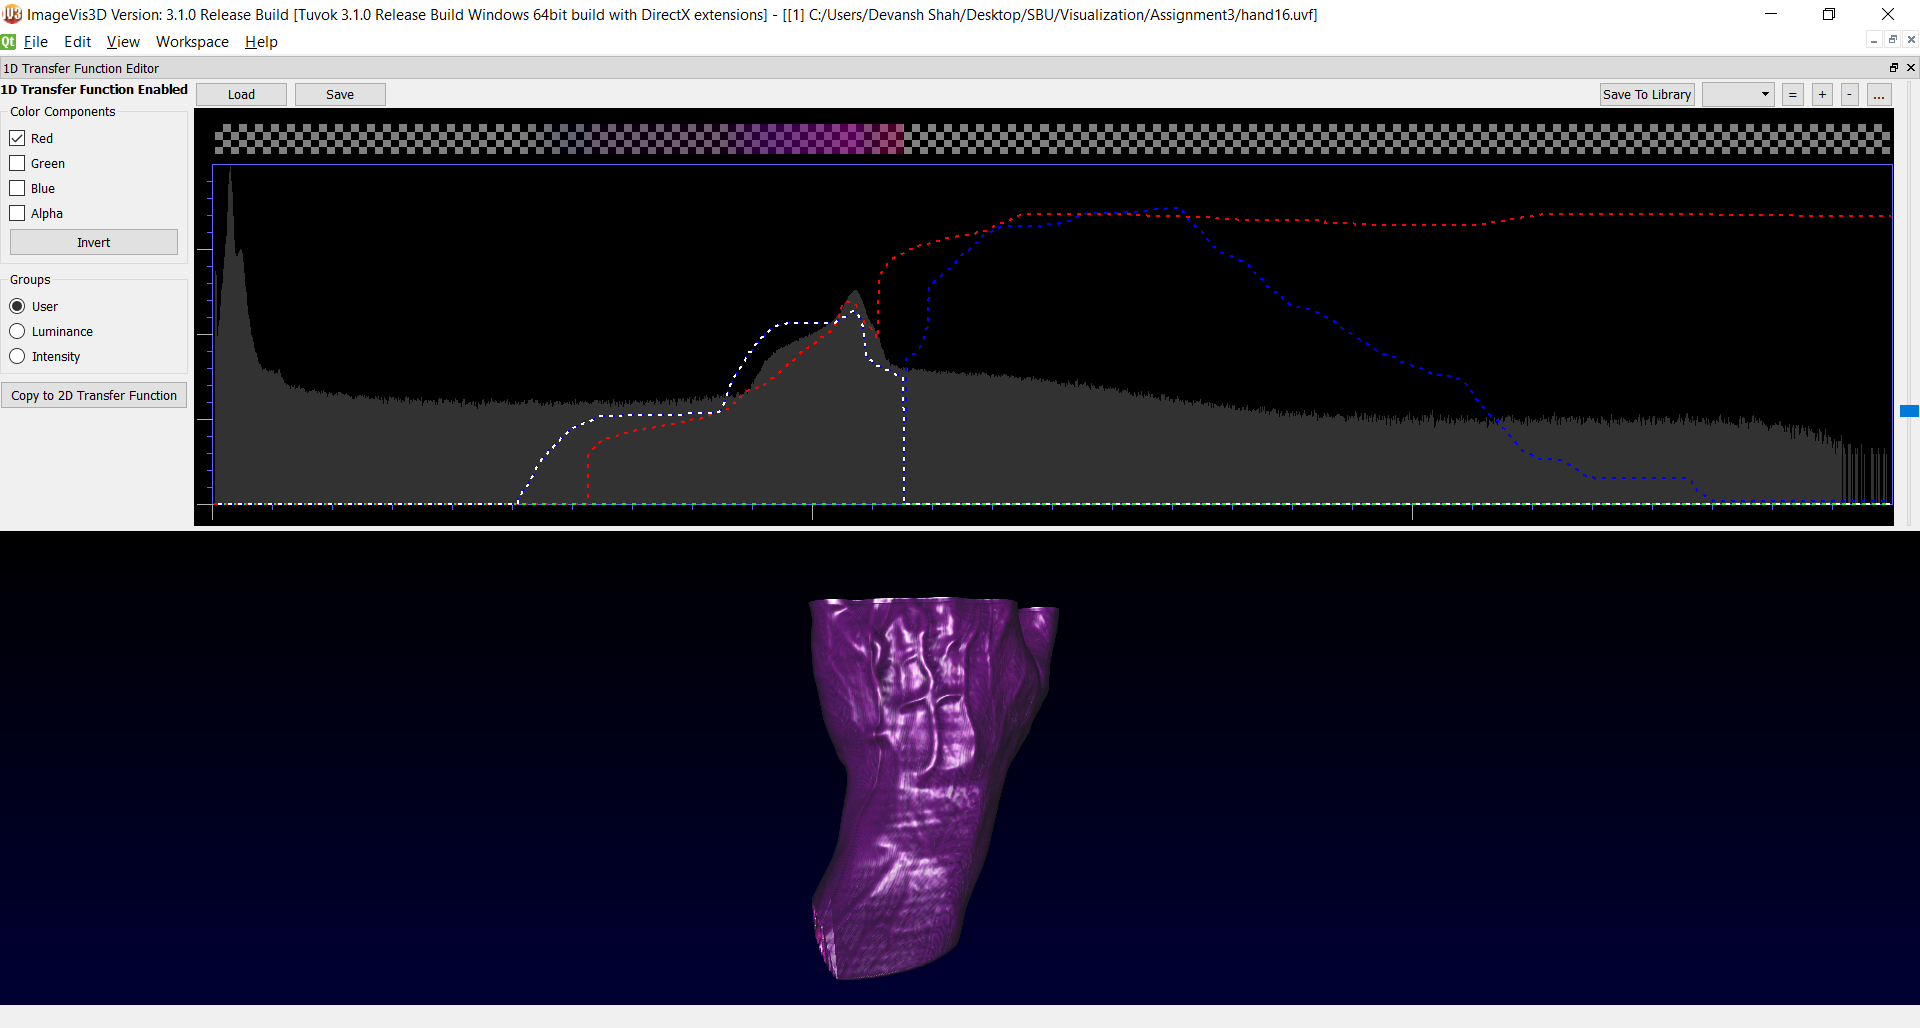 ImageVis3D Version: 3.1.0 Release Build [Tuvok 3.1.0 Release Build Windows 64bit build with DirectX extensions] - [[1] C:/Users/Devansh Shah/Desktop/SBU/Visualization/Assignment3/hand16.uvf]
Qt File Edit View Workspace Help
1D Transfer Function Editor
1D Transfer Function Enabled
Load Save Save To Library = + - ...
Color Components
Red
Green
Blue
Alpha
Invert
Groups
User
Luminance
Intensity
Copy to 2D Transfer Function